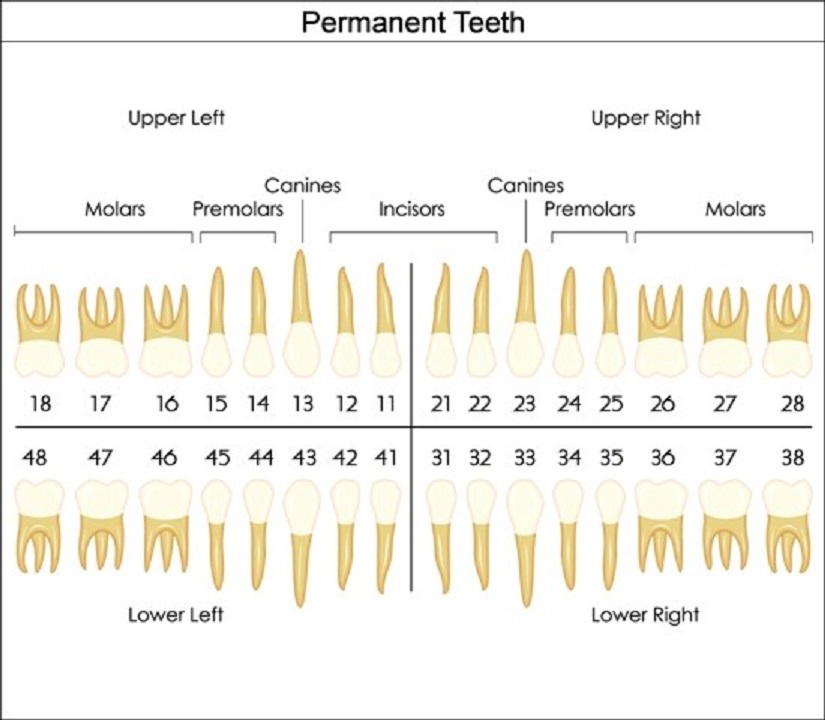 Permanent Teeth
Upper Left Upper Right
Canines Canines
Molars Premolars Incisors Premolars Molars
18 17 16 15 14 13 12 11 21 22 23 24 25 26 27 28
48 47 46 45 44 43 42 41 31 32 33 34 35 36 37 38
Lower Left Lower Right